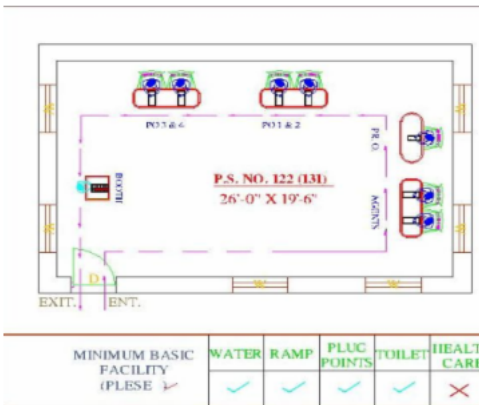 PO 3 & 4
PO 1 & 2
PR. O.
AGENTS
BOOTH
P.S. NO. 122 (131)
26'-0" X 19'-6"
W
W
W
W
W
W
D
EXIT.
ENT.
MINIMUM BASIC
FACILITY
(PLESE
WATER
RAMP
PLUG
POINTS
TOILET
HEALT
CARE